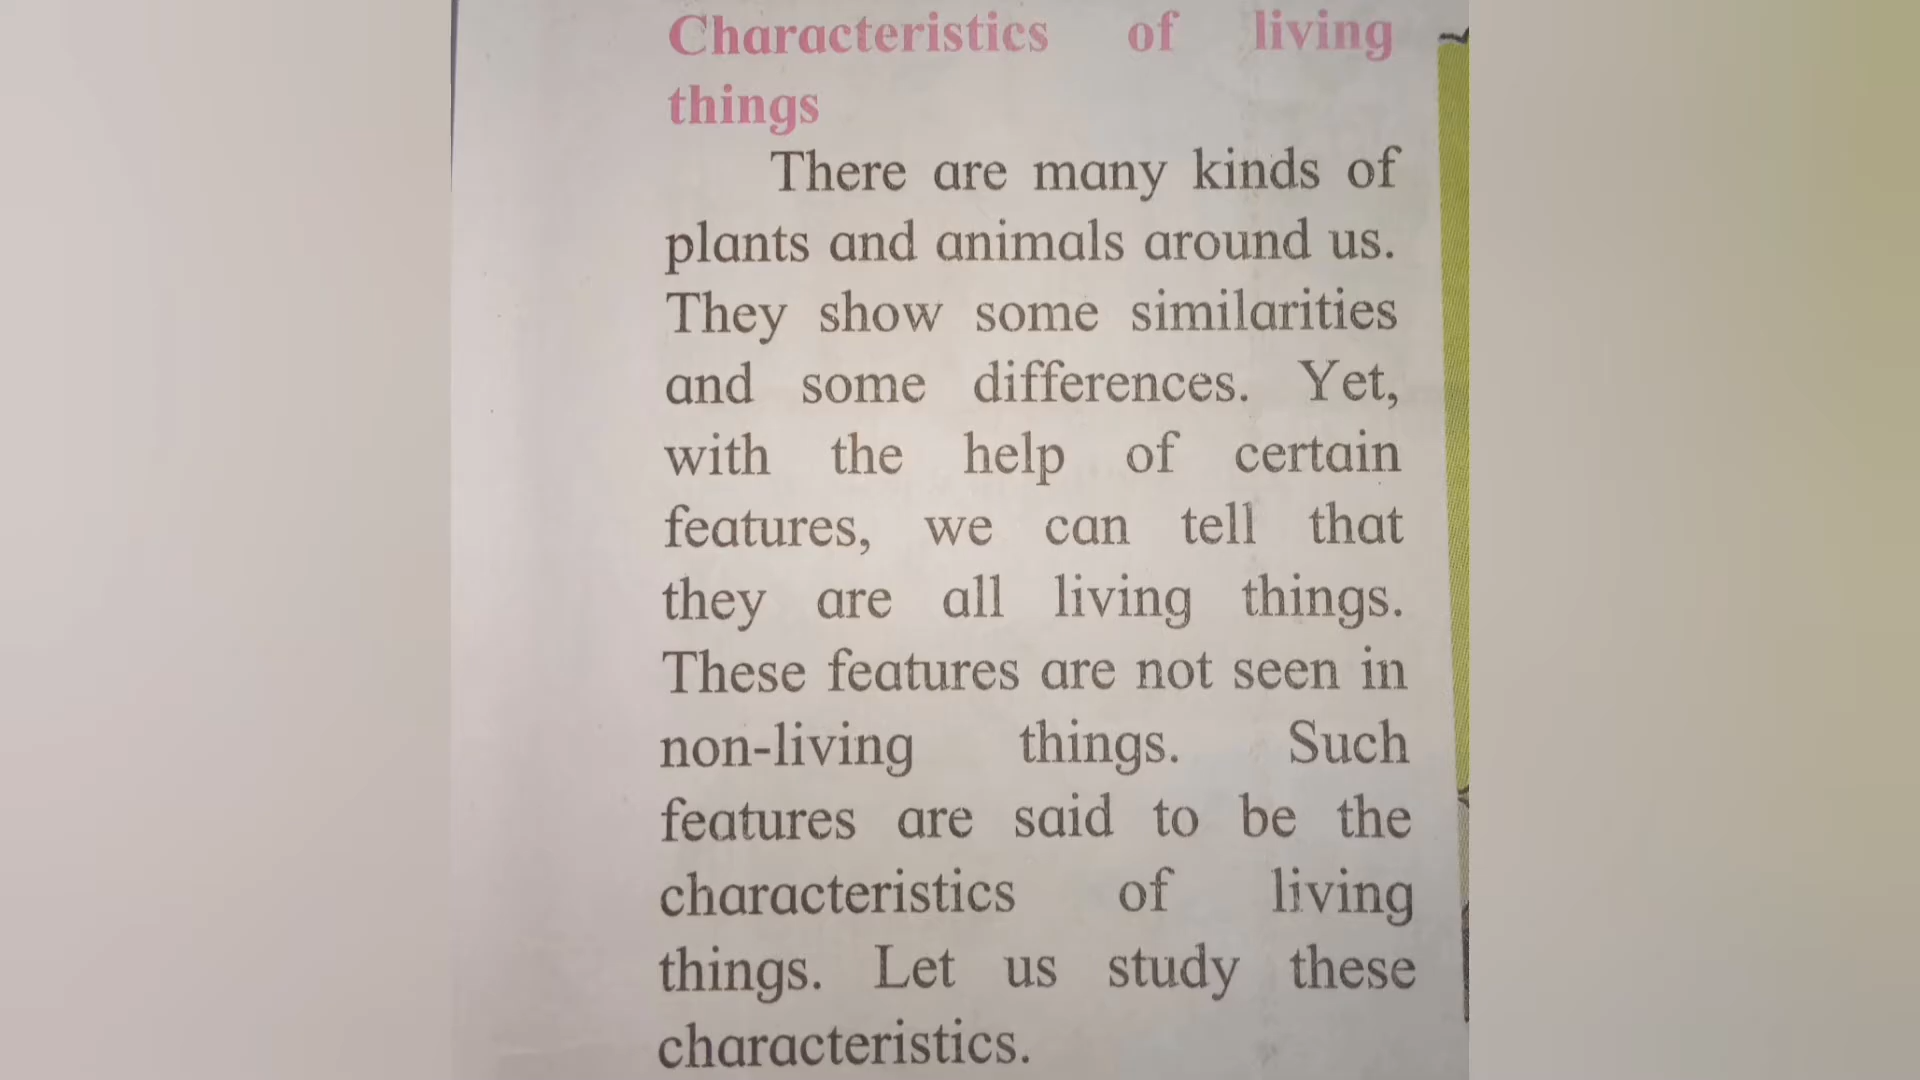 Characteristics of living
things
There are many kinds of
plants and animals around us.
They show some similarities
and some differences. Yet,
with the help of certain
features, we can tell that
they are all living things.
These features are not seen in
non-living things. Such
features are said to be the
characteristics of living
things. Let us study these
characteristics.